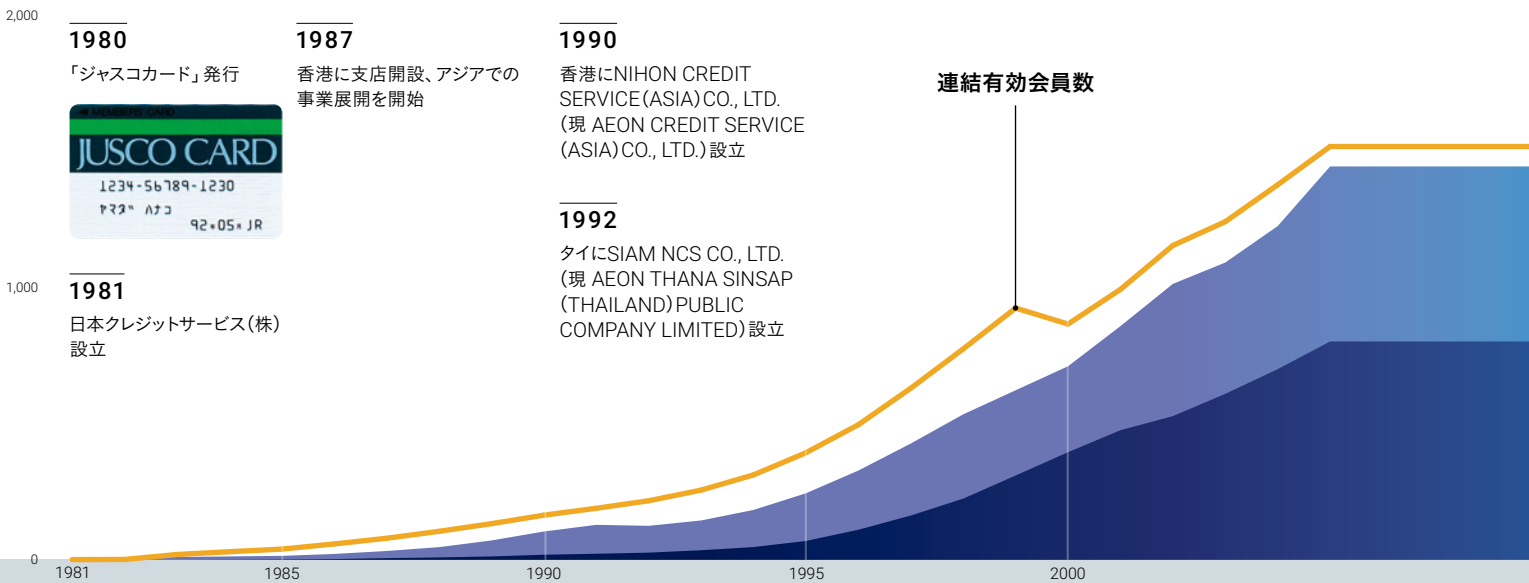 2,000
1,000
0
1980
「ジャスコカード」発行
MEMBERS' CARD
JUSCO CARD
1234-56789-1230
ヤマダ ハナコ
92*05* JR
1981
日本クレジットサービス(株)
設立
1987
香港に支店開設、アジアでの
事業展開を開始
1990
香港にNIHON CREDIT
SERVICE(ASIA)CO., LTD.
(現 AEON CREDIT SERVICE
(ASIA)CO., LTD.)設立
1992
タイにSIAM NCS CO., LTD.
(現 AEON THANA SINSAP
(THAILAND)PUBLIC
COMPANY LIMITED)設立
連結有効会員数
1981
1985
1990
1995
2000